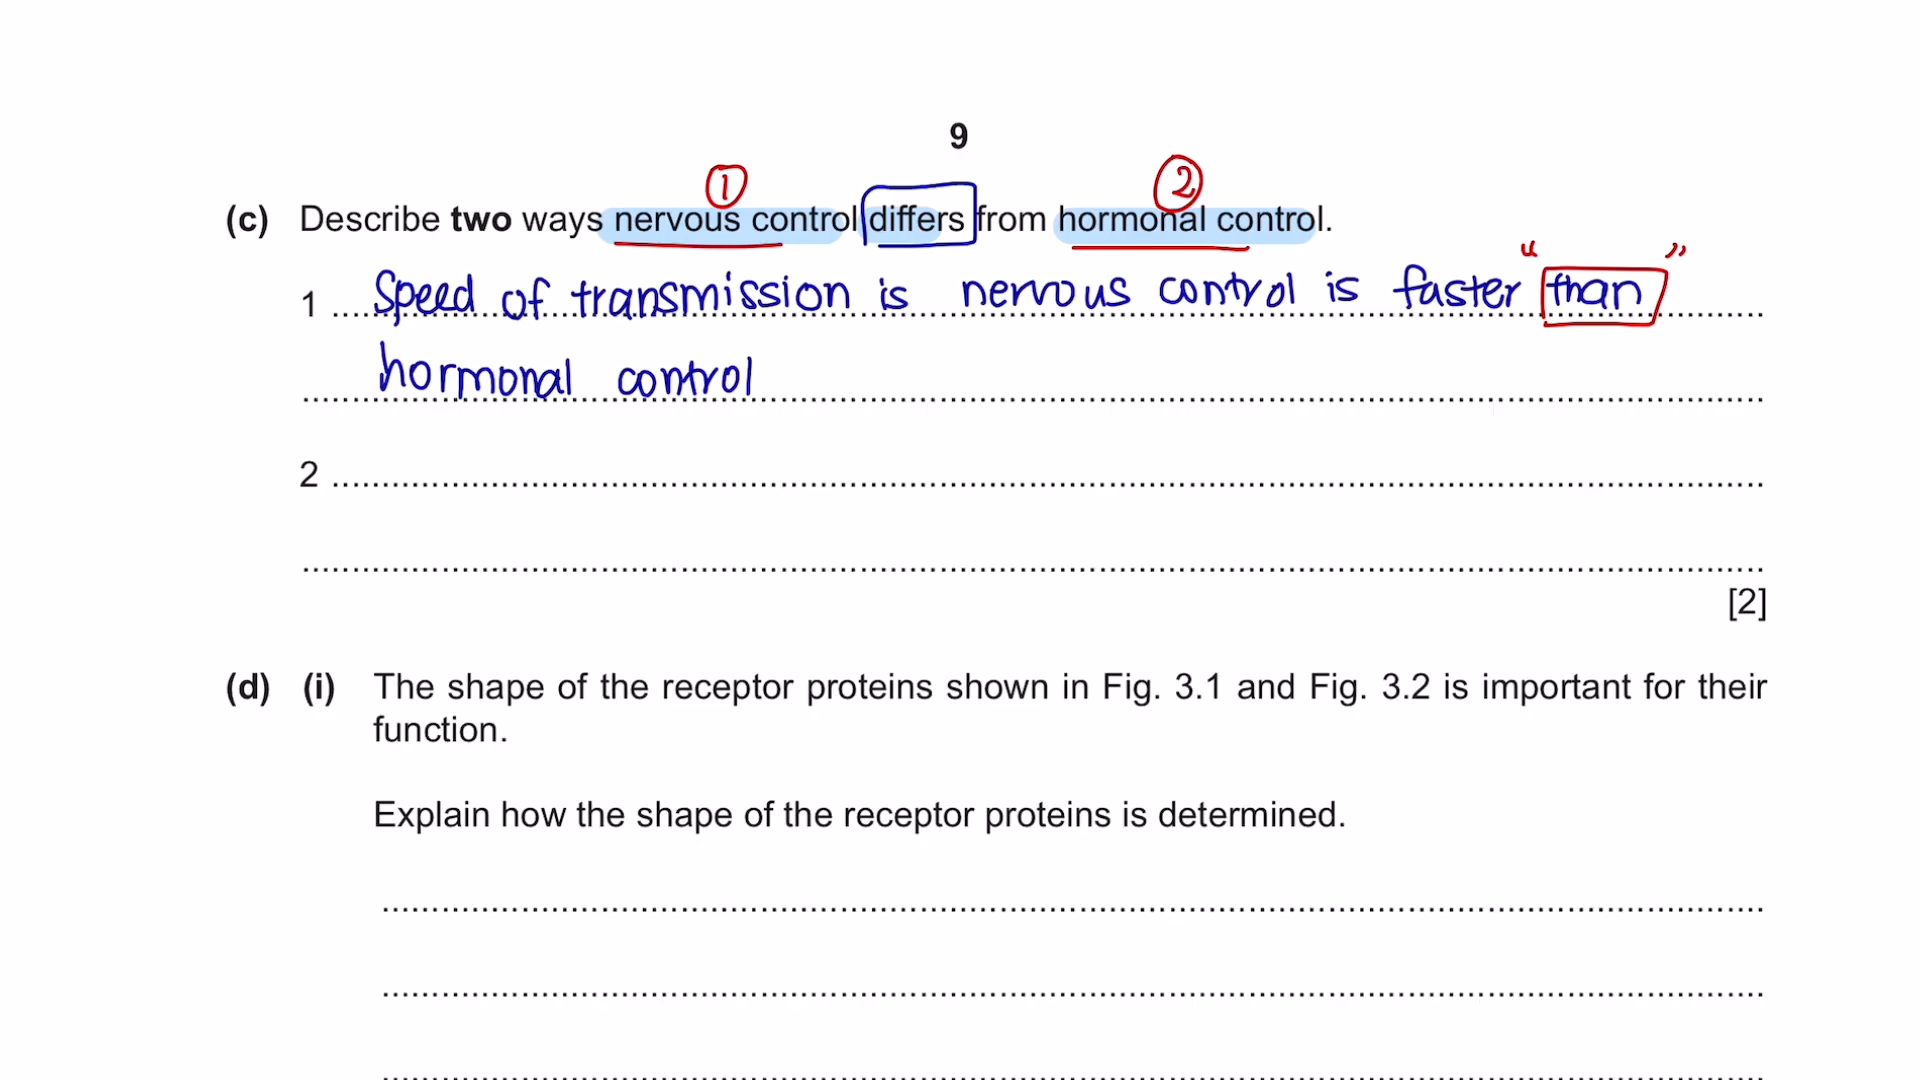 9
① ②
(c) Describe two ways nervous control differs from hormonal control.
“ ”
1 Speed of transmission is nervous control is faster than
hormonal control
2
[2]
(d) (i) The shape of the receptor proteins shown in Fig. 3.1 and Fig. 3.2 is important for their
function.
Explain how the shape of the receptor proteins is determined.